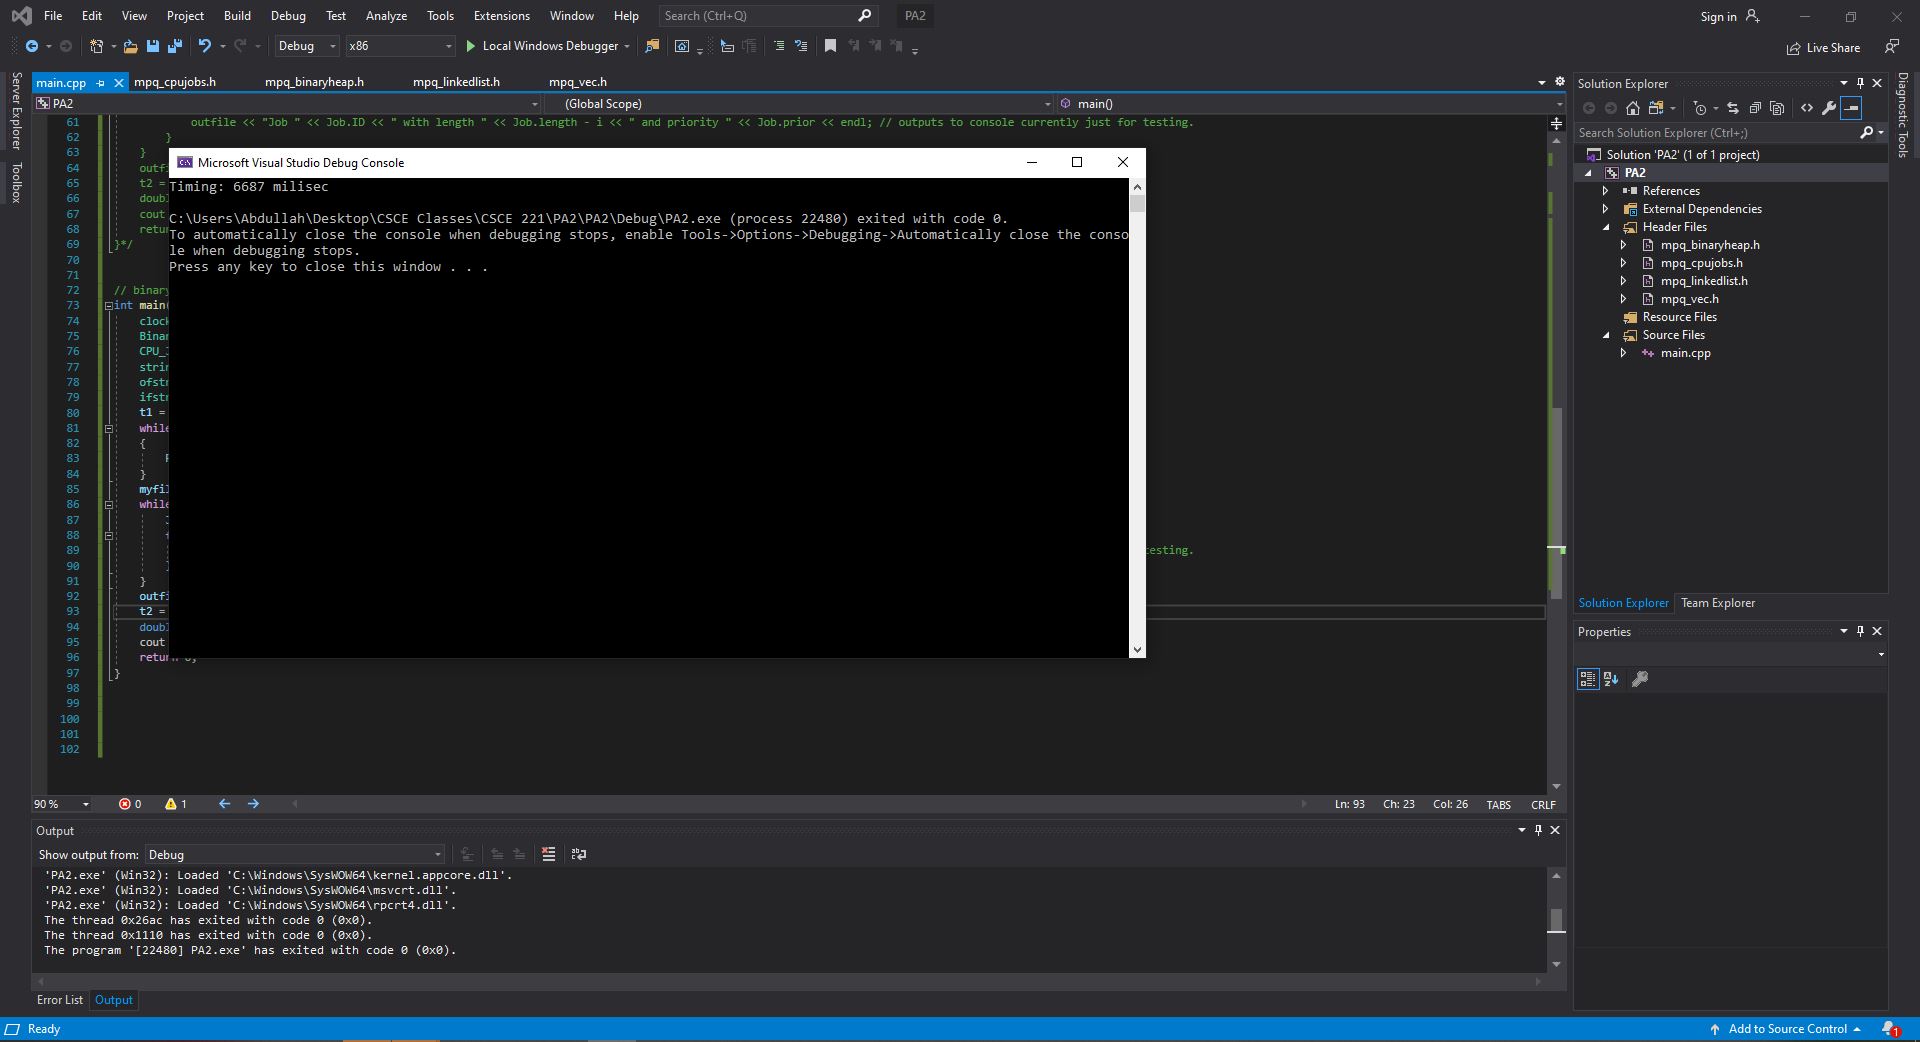 File Edit View Project Build Debug Test Analyze Tools Extensions Window Help Search (Ctrl+Q) PA2 Sign in
Debug x86 Local Windows Debugger Live Share
Server Explorer
Toolbox
main.cpp mpq_cpujobs.h mpq_binaryheap.h mpq_linkedlist.h mpq_vec.h
PA2 (Global Scope) main()
61 outfile << "Job " << Job.ID << " with length " << Job.length - i << " and priority " << Job.prior << endl; // outputs to console currently just for testing.
62 }
63 }
64 outfi
65 t2 =
66 doubl
67 cout
68 retur
69 }*/
70
71
72 // binary
73 int main(
74 clock
75 Binar
76 CPU_J
77 strin
78 ofstr
79 ifstr
80 t1 =
81 while
82 {
83
84 }
85 myfil
86 while
87
88
89 testing.
90
91 }
92 outfi
93 t2 =
94 doubl
95 cout
96 return 0;
97 }
98
99
100
101
102
Microsoft Visual Studio Debug Console
Timing: 6687 milisec
C:\Users\Abdullah\Desktop\CSCE Classes\CSCE 221\PA2\PA2\Debug\PA2.exe (process 22480) exited with code 0.
To automatically close the console when debugging stops, enable Tools->Options->Debugging->Automatically close the conso
le when debugging stops.
Press any key to close this window . . .
90 % 0 1 Ln: 93 Ch: 23 Col: 26 TABS CRLF
Output
Show output from: Debug
'PA2.exe' (Win32): Loaded 'C:\Windows\SysWOW64\kernel.appcore.dll'.
'PA2.exe' (Win32): Loaded 'C:\Windows\SysWOW64\msvcrt.dll'.
'PA2.exe' (Win32): Loaded 'C:\Windows\SysWOW64\rpcrt4.dll'.
The thread 0x26ac has exited with code 0 (0x0).
The thread 0x1110 has exited with code 0 (0x0).
The program '[22480] PA2.exe' has exited with code 0 (0x0).
Error List Output
Solution Explorer
Search Solution Explorer (Ctrl+;)
Solution 'PA2' (1 of 1 project)
PA2
References
External Dependencies
Header Files
mpq_binaryheap.h
mpq_cpujobs.h
mpq_linkedlist.h
mpq_vec.h
Resource Files
Source Files
main.cpp
Solution Explorer Team Explorer
Properties
Diagnostic Tools
Ready Add to Source Control 1